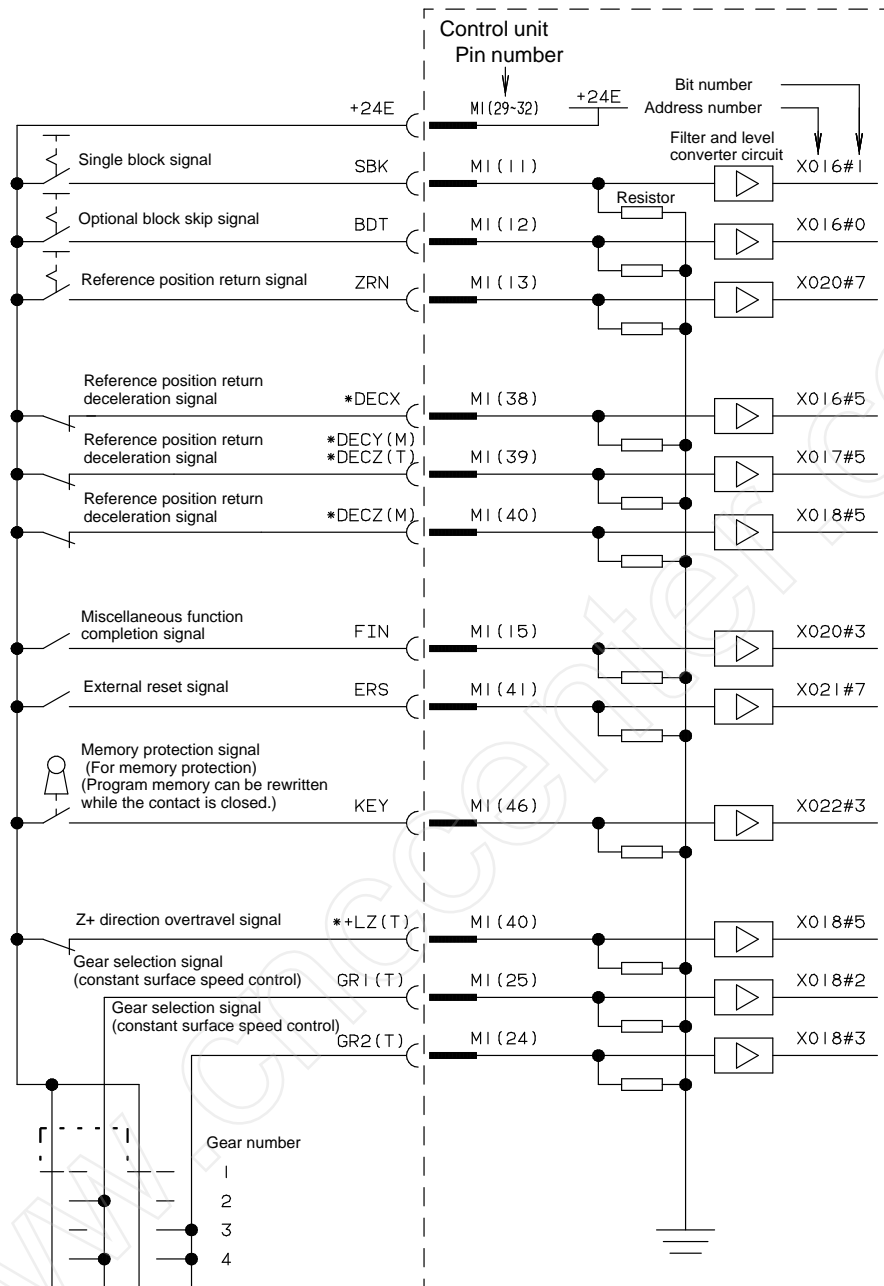 Control unit
Pin number
Bit number
+24E MI(29~32) +24E Address number
Filter and level
converter circuit
Single block signal SBK MI(11) X016#1
Resistor
Optional block skip signal BDT MI(12) X016#0
Reference position return signal ZRN MI(13) X020#7
Reference position return
deceleration signal *DECX MI(38) X016#5
Reference position return
deceleration signal
*DECY(M)
*DECZ(T) MI(39) X017#5
Reference position return
deceleration signal *DECZ(M) MI(40) X018#5
Miscellaneous function
completion signal FIN MI(15) X020#3
External reset signal ERS MI(41) X021#7
Memory protection signal
(For memory protection)
(Program memory can be rewritten
while the contact is closed.) KEY MI(46) X022#3
Z+ direction overtravel signal *+LZ(T) MI(40) X018#5
Gear selection signal
(constant surface speed control) GR1(T) MI(25) X018#2
Gear selection signal
(constant surface speed control)
GR2(T) MI(24) X018#3
Gear number
1
2
3
4
www.cnccenter.co